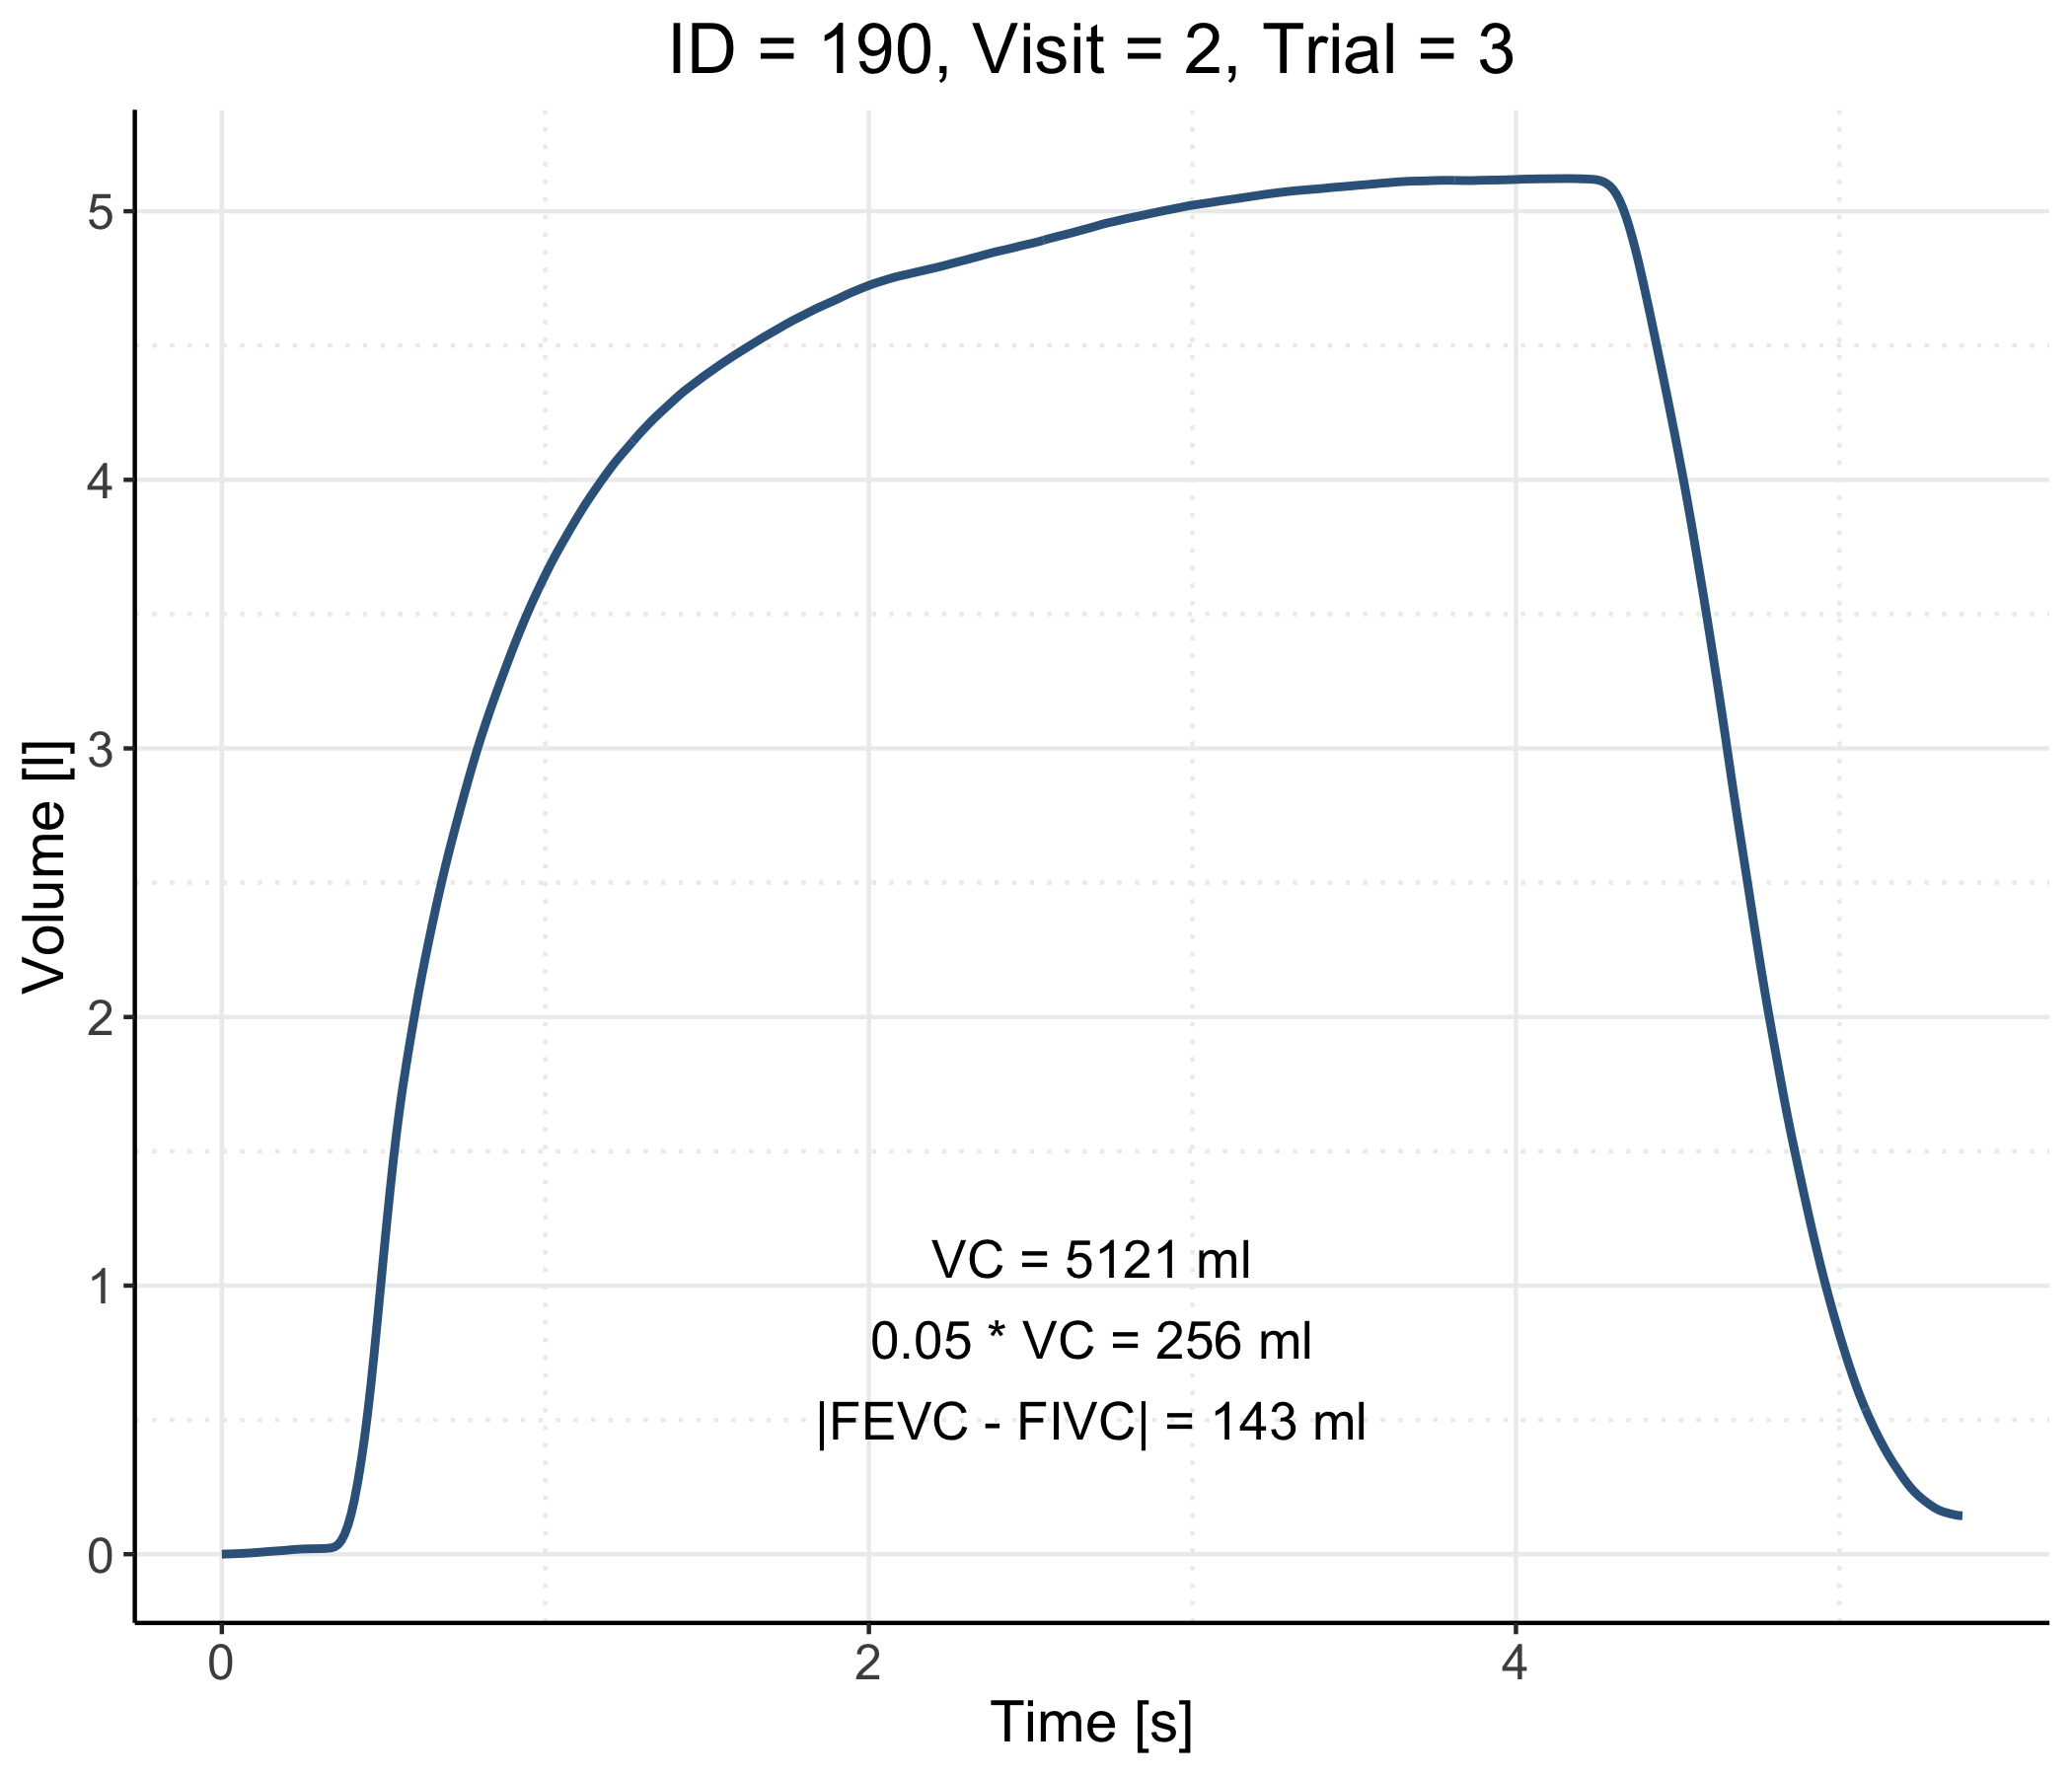 ID = 190, Visit = 2, Trial = 3
5
4
3
2
1
0
Volume [l]
VC = 5121 ml
0.05 * VC = 256 ml
|FEVC - FIVC| = 143 ml
0
2
4
Time [s]